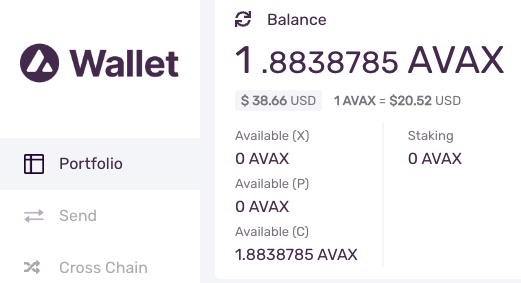 Wallet
Portfolio
Send
Cross Chain
Balance
1 .8838785 AVAX
$ 38.66 USD 1 AVAX = $20.52 USD
Available (X)
0 AVAX
Available (P)
0 AVAX
Available (C)
1.8838785 AVAX
Staking
0 AVAX